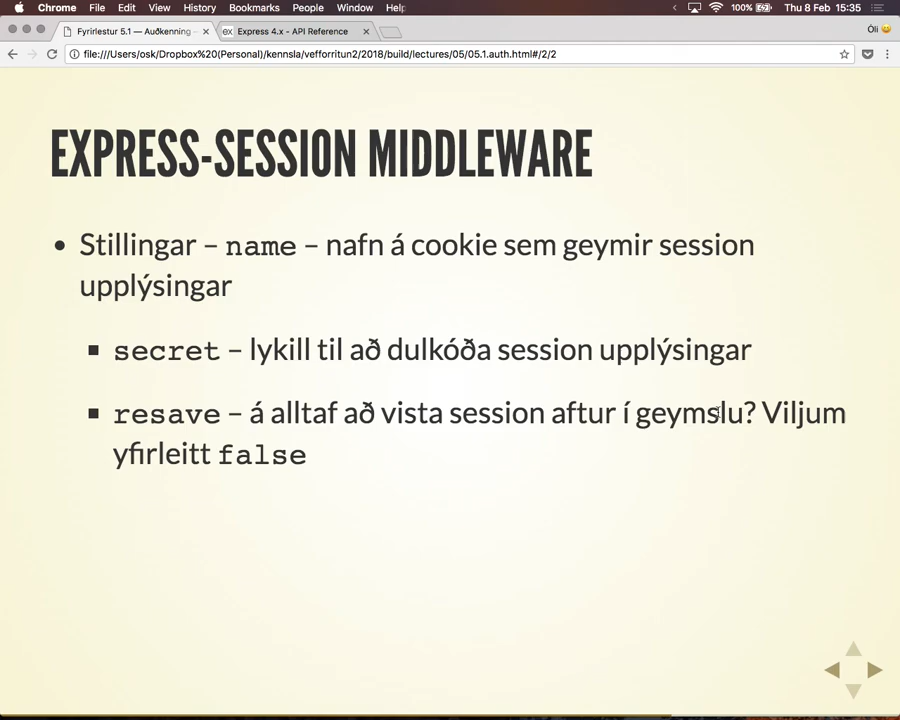 Chrome File Edit View History Bookmarks People Window Help 100% Thu 8 Feb 15:35
Fyrirlestur 5.1 — Auðkenning - Express 4.x - API Reference Óli
file:///Users/osk/Dropbox%20(Personal)/kennsla/vefforritun2/2018/build/lectures/05/05.1.auth.html#/2/2
EXPRESS-SESSION MIDDLEWARE
• Stillingar – name – nafn á cookie sem geymir session
upplýsingar
▪ secret – lykill til að dulkóða session upplýsingar
▪ resave – á alltaf að vista session aftur í geymslu? Viljum
yfirleitt false